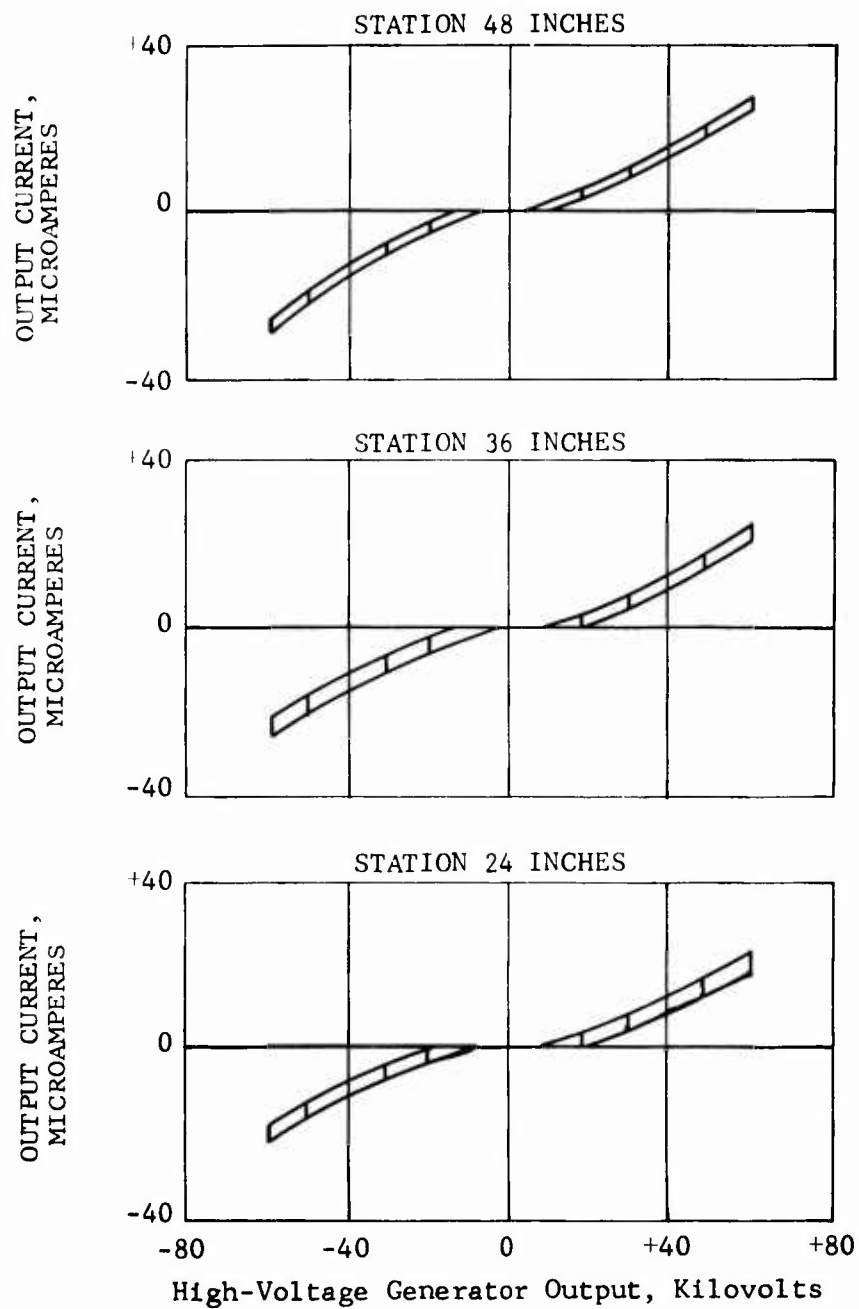 STATION 48 INCHES
+40
0
-40
OUTPUT CURRENT,
MICROAMPERES
STATION 36 INCHES
+40
0
-40
OUTPUT CURRENT,
MICROAMPERES
STATION 24 INCHES
+40
0
-40
OUTPUT CURRENT,
MICROAMPERES
-80 -40 0 +40 +80
High-Voltage Generator Output, Kilovolts